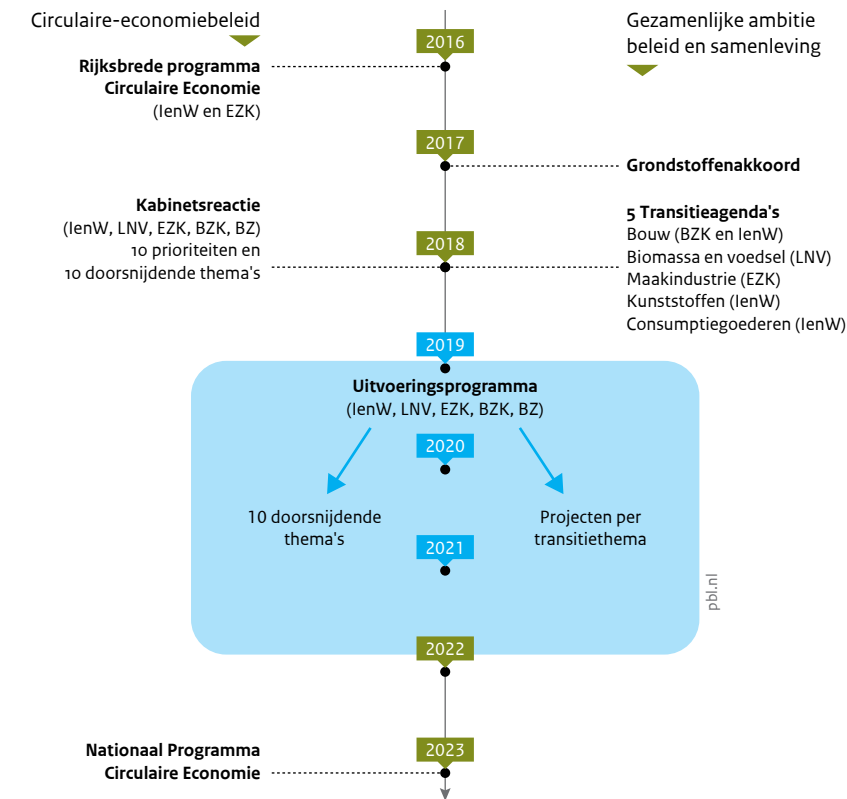 Circulaire-economiebeleid
Gezamenlijke ambitie
beleid en samenleving
2016
Rijksbrede programma
Circulaire Economie
(IenW en EZK)
2017
Grondstoffenakkoord
Kabinetsreactie
(IenW, LNV, EZK, BZK, BZ)
10 prioriteiten en
10 doorsnijdende thema's
2018
5 Transitieagenda's
Bouw (BZK en IenW)
Biomassa en voedsel (LNV)
Maakindustrie (EZK)
Kunststoffen (IenW)
Consumptiegoederen (IenW)
2019
Uitvoeringsprogramma
(IenW, LNV, EZK, BZK, BZ)
2020
10 doorsnijdende
thema's
Projecten per
transitiethema
2021
pbl.nl
2022
2023
Nationaal Programma
Circulaire Economie